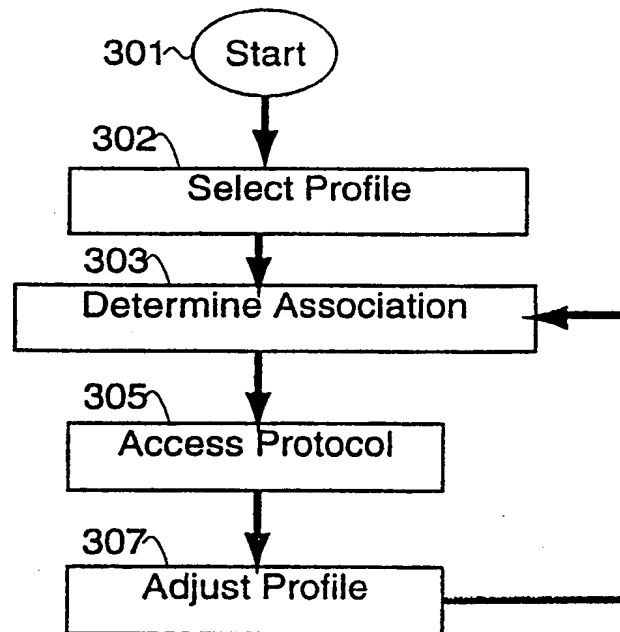 301 Start
302
Select Profile
303
Determine Association
305
Access Protocol
307
Adjust Profile